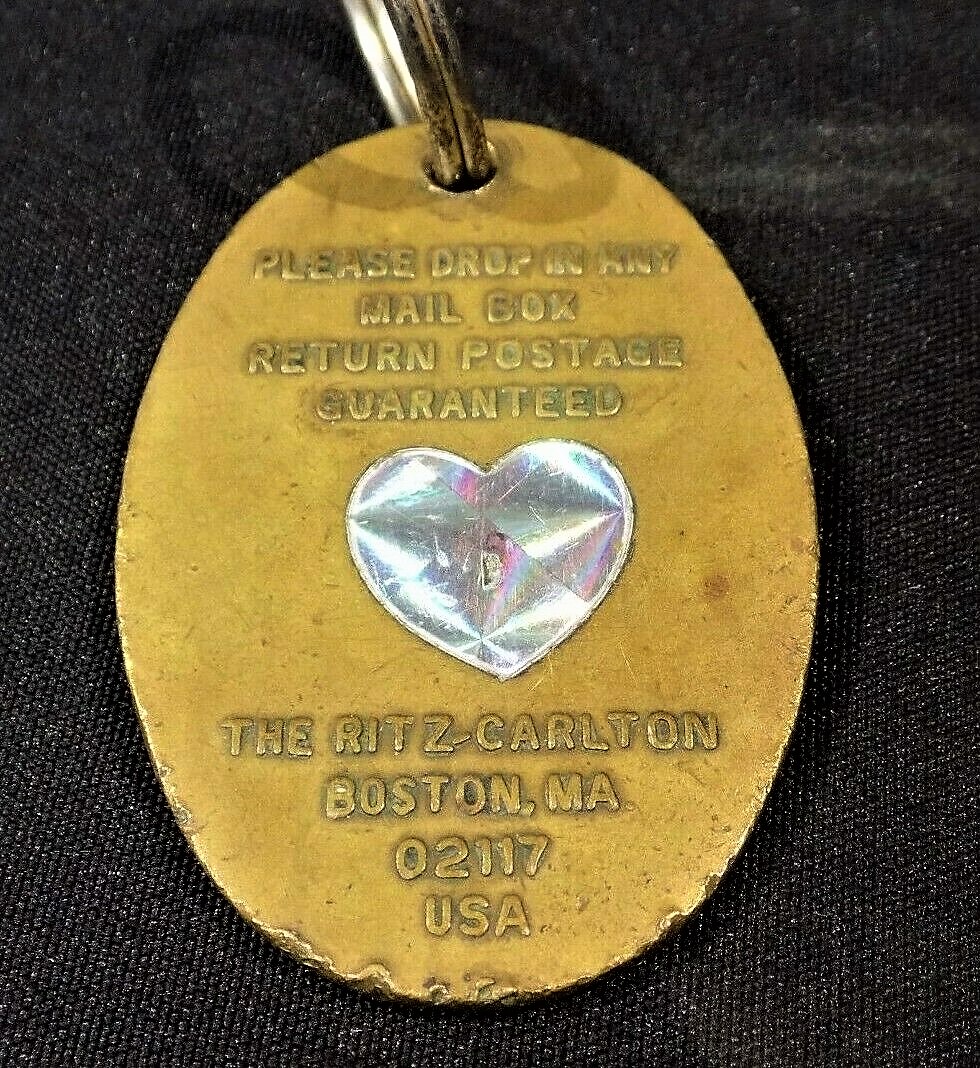 PLEASE DROP IN ANY
MAIL BOX
RETURN POSTAGE
GUARANTEED
THE RITZ-CARLTON
BOSTON, MA.
02117
USA